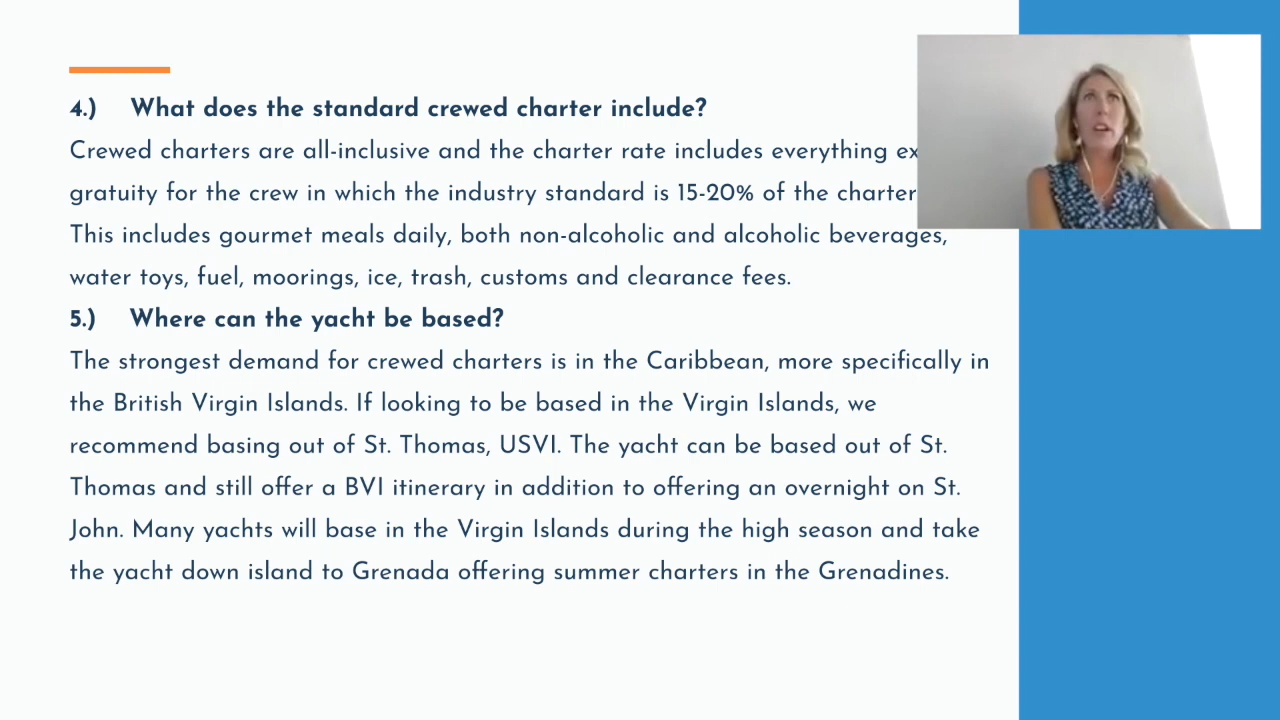 4.) What does the standard crewed charter include?
Crewed charters are all-inclusive and the charter rate includes everything
gratuity for the crew in which the industry standard is 15-20% of the charter
This includes gourmet meals daily, both non-alcoholic and alcoholic beverages,
water toys, fuel, moorings, ice, trash, customs and clearance fees.
5.) Where can the yacht be based?
The strongest demand for crewed charters is in the Caribbean, more specifically in
the British Virgin Islands. If looking to be based in the Virgin Islands, we
recommend basing out of St. Thomas, USVI. The yacht can be based out of St.
Thomas and still offer a BVI itinerary in addition to offering an overnight on St.
John. Many yachts will base in the Virgin Islands during the high season and take
the yacht down island to Grenada offering summer charters in the Grenadines.